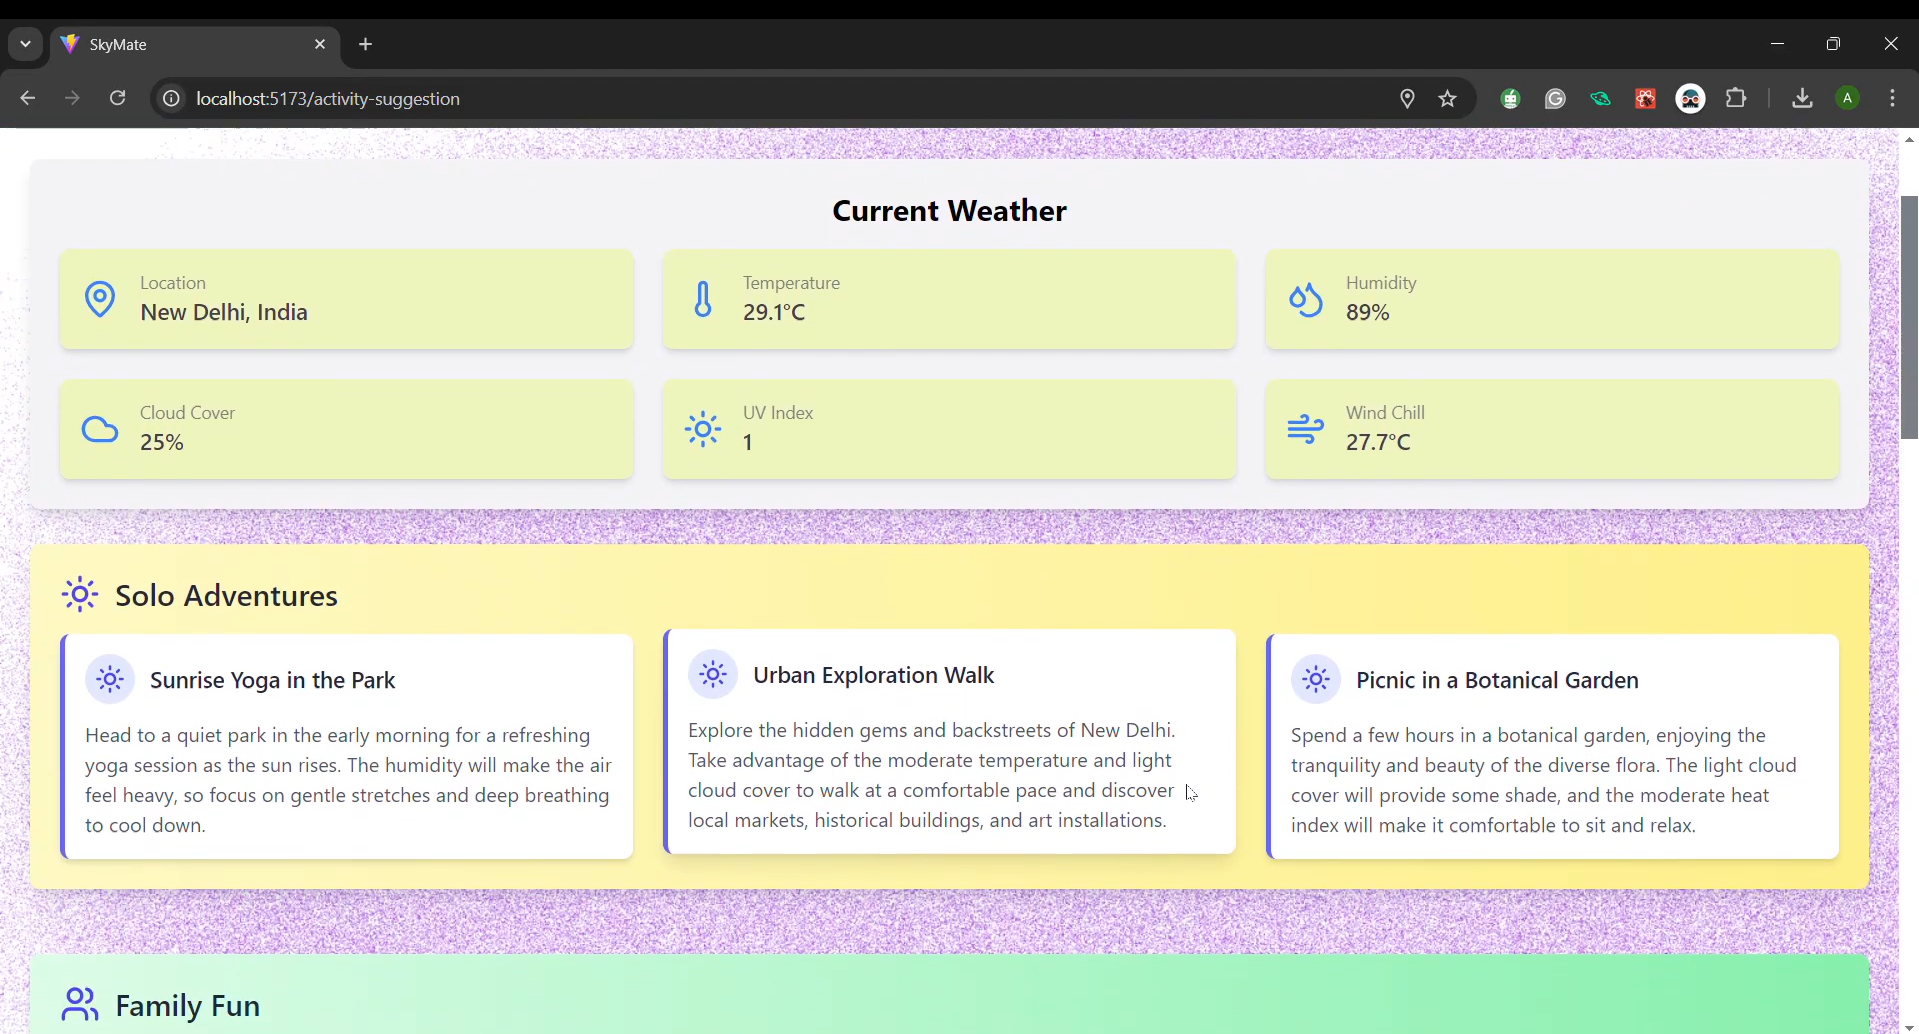 SkyMate
localhost:5173/activity-suggestion
A
Current Weather
Location
New Delhi, India
Temperature
29.1°C
Humidity
89%
Cloud Cover
25%
UV Index
1
Wind Chill
27.7°C
Solo Adventures
Sunrise Yoga in the Park
Head to a quiet park in the early morning for a refreshing
yoga session as the sun rises. The humidity will make the air
feel heavy, so focus on gentle stretches and deep breathing
to cool down.
Urban Exploration Walk
Explore the hidden gems and backstreets of New Delhi.
Take advantage of the moderate temperature and light
cloud cover to walk at a comfortable pace and discover
local markets, historical buildings, and art installations.
Picnic in a Botanical Garden
Spend a few hours in a botanical garden, enjoying the
tranquility and beauty of the diverse flora. The light cloud
cover will provide some shade, and the moderate heat
index will make it comfortable to sit and relax.
Family Fun